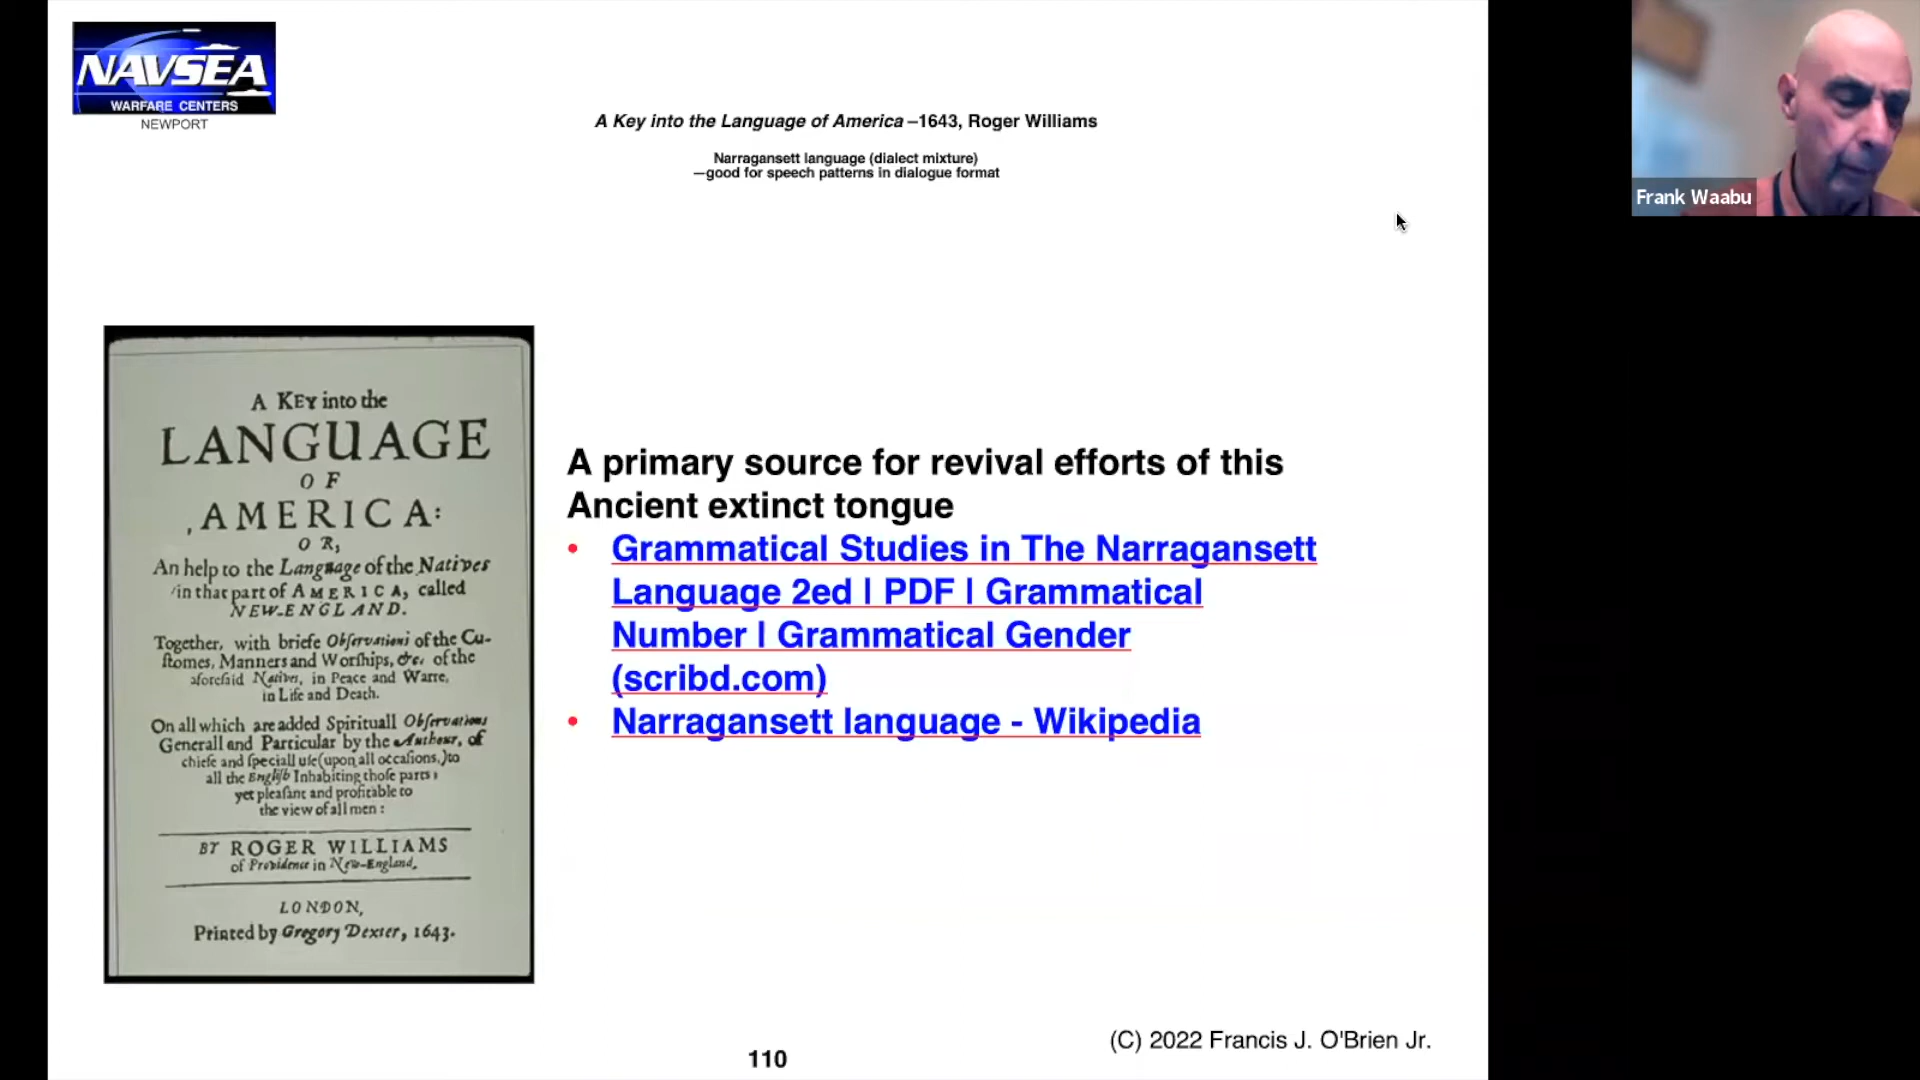 NAVSEA
WARFARE CENTERS
NEWPORT
A Key into the Language of America –1643, Roger Williams
Narragansett language (dialect mixture)
—good for speech patterns in dialogue format
Frank Waabu
A KEY into the
LANGUAGE
OF
AMERICA:
OR,
An help to the Language of the Natives
in that part of AMERICA, called
NEW-ENGLAND.
Together, with briefe Obſervations of the Cu-
ſtomes, Manners and Worſhips, &c. of the
aforeſaid Natives, in Peace and Warre,
in Life and Death.
On all which are added Spirituall Obſervations
Generall and Particular by the Authour, of
chiefe and ſpeciall uſe (upon all occaſions,) to
all the Engliſh Inhabiting thoſe parts;
yet pleaſant and profitable to
the view of all men:
BY ROGER WILLIAMS
of Providence in New-England.
LONDON,
Printed by Gregory Dexter, 1643.
A primary source for revival efforts of this
Ancient extinct tongue
• Grammatical Studies in The Narragansett
Language 2ed | PDF | Grammatical
Number | Grammatical Gender
(scribd.com)
• Narragansett language - Wikipedia
(C) 2022 Francis J. O'Brien Jr.
110